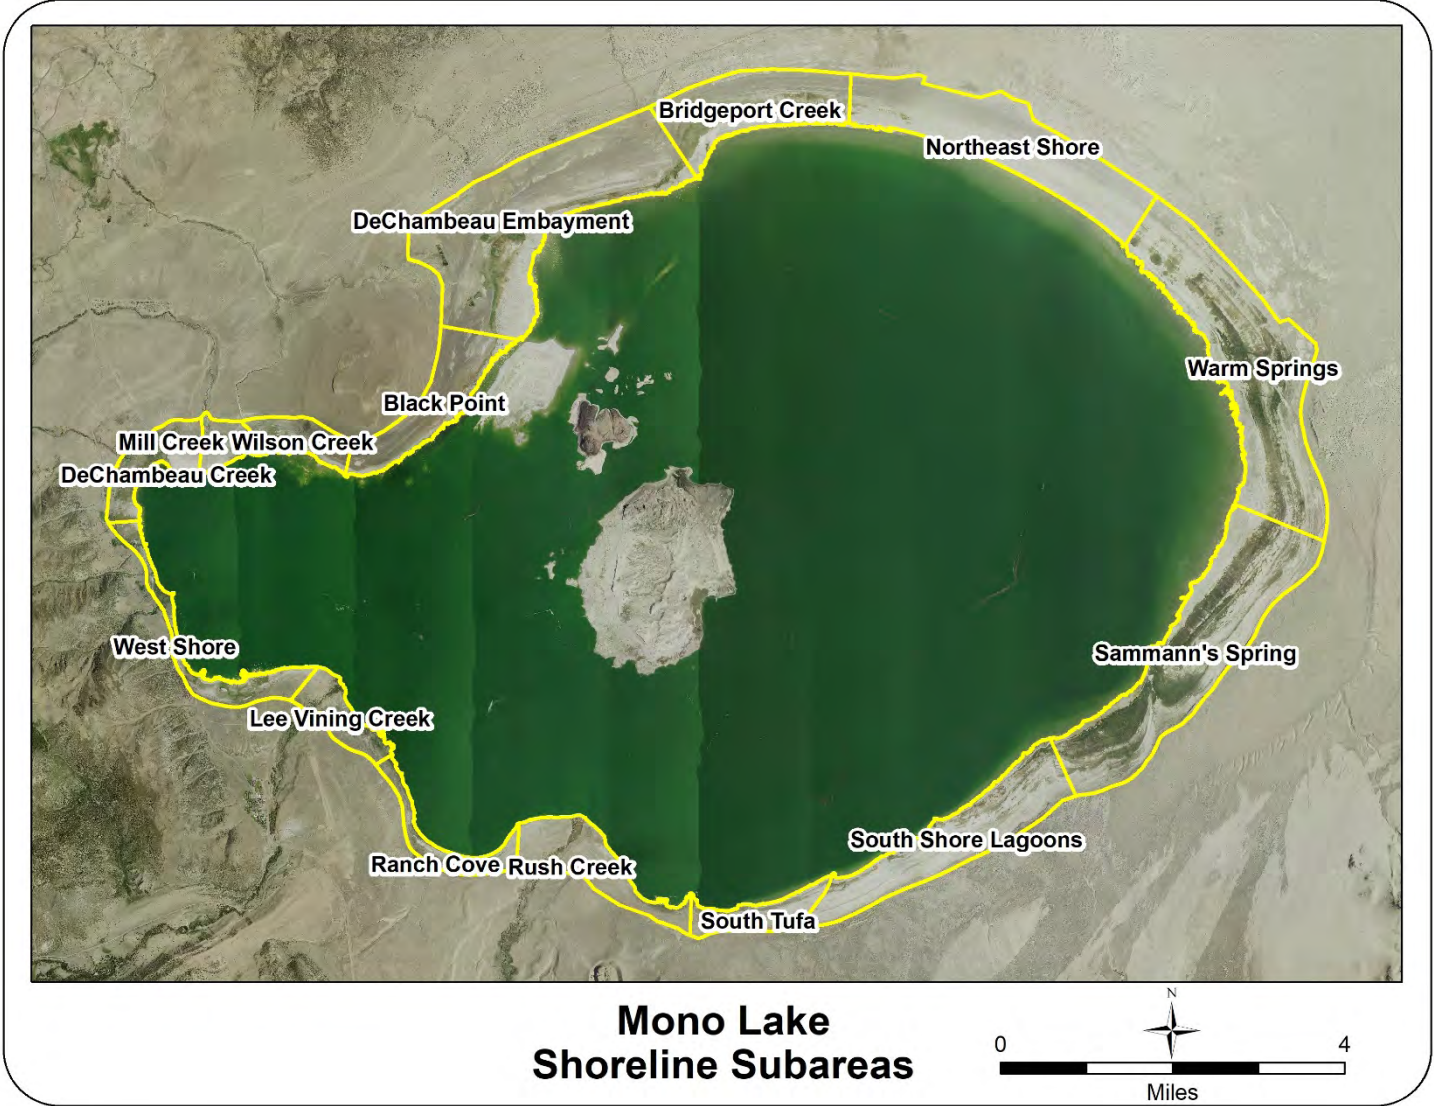 Bridgeport Creek
Northeast Shore
DeChambeau Embayment
Warm Springs
Black Point
Mill Creek Wilson Creek
DeChambeau Creek
West Shore
Sammann's Spring
Lee Vining Creek
South Shore Lagoons
Ranch Cove Rush Creek
South Tufa
N
Mono Lake
Shoreline Subareas
0 4
Miles